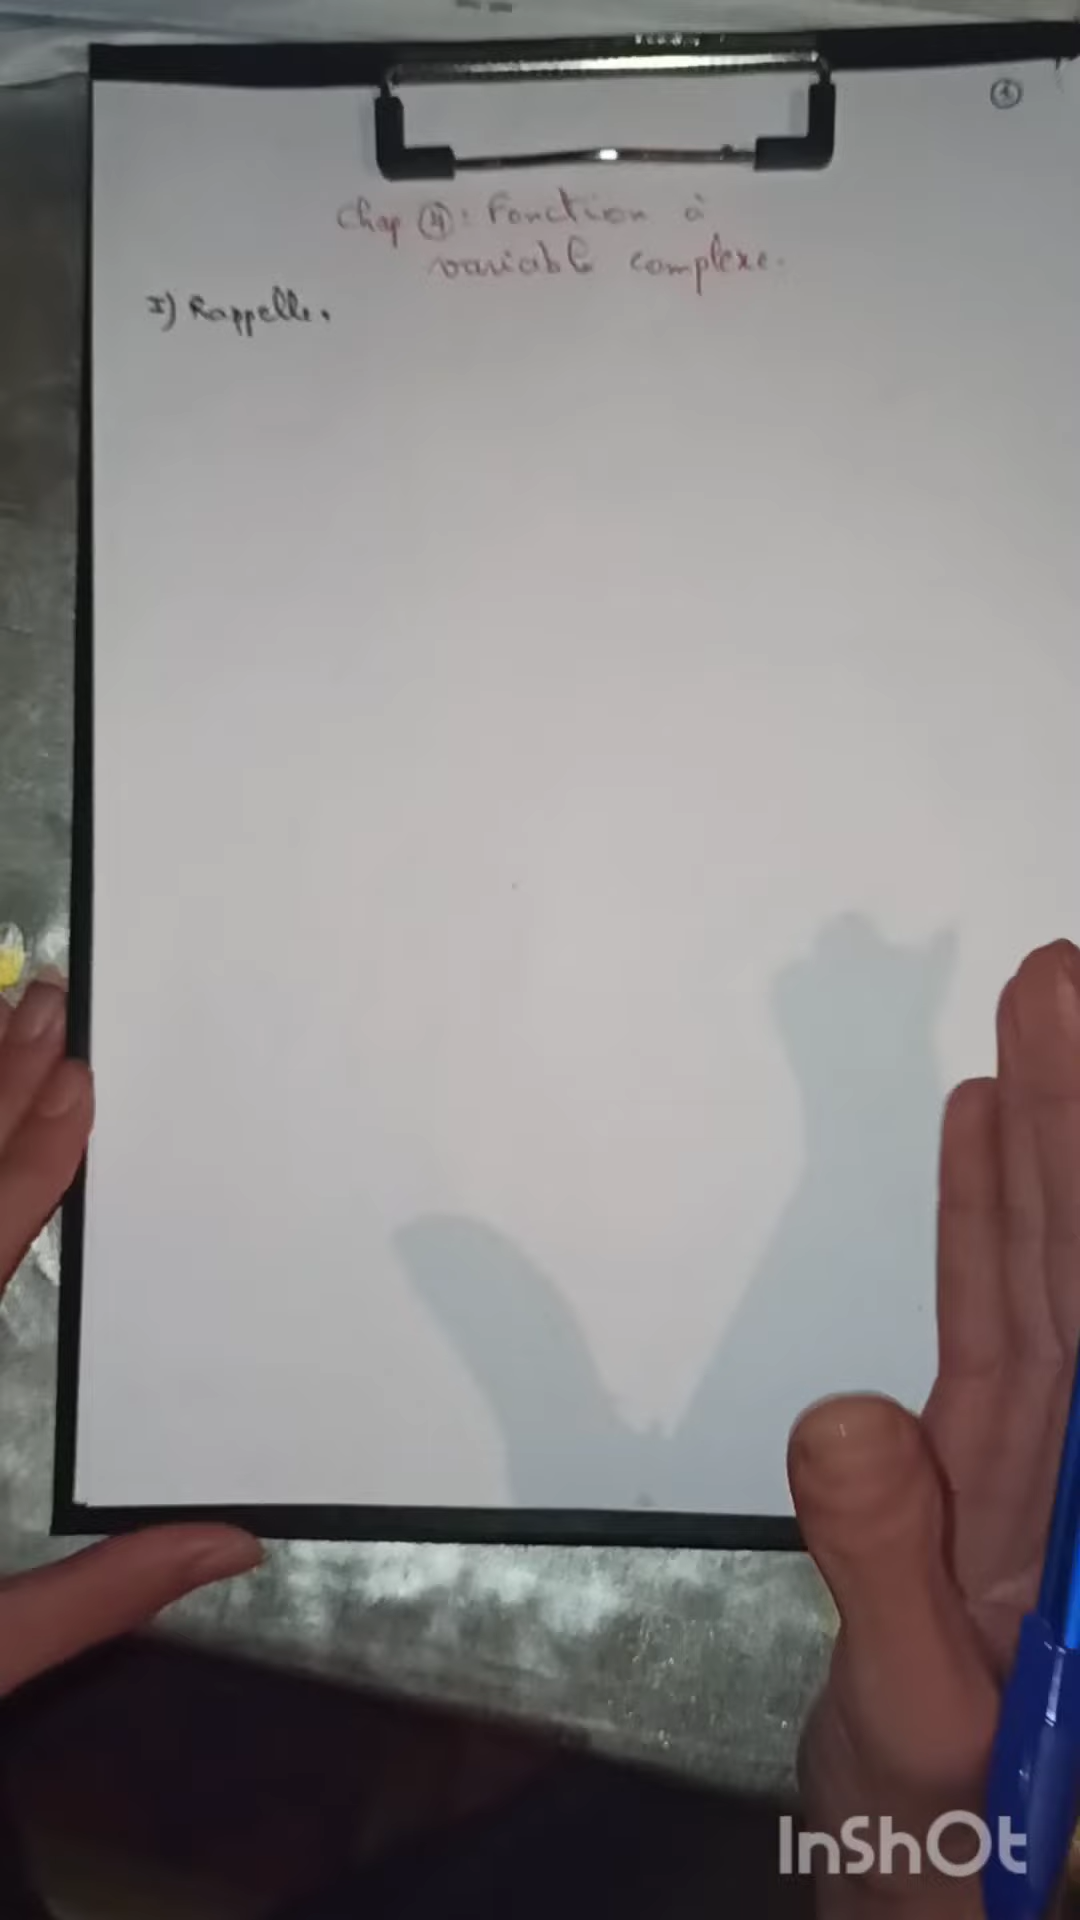 ①
Chap ④: Fonction à
variable complexe.
I) Rappelle.
InShOt